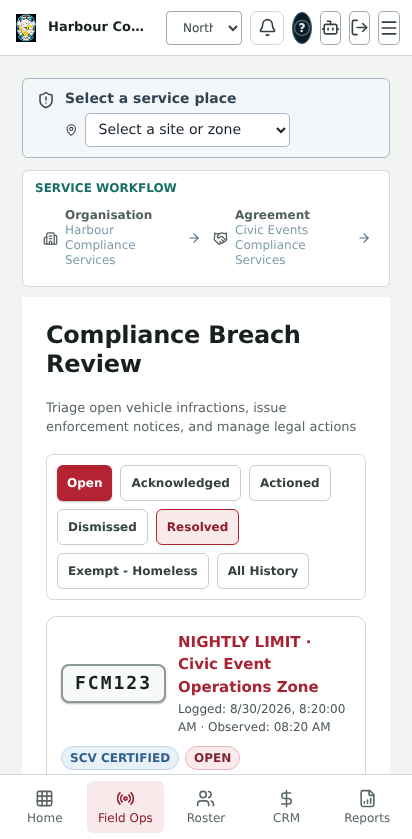 Harbour Co... North
Select a service place
Select a site or zone
SERVICE WORKFLOW
Organisation
Harbour
Compliance
Services
Agreement
Civic Events
Compliance
Services
Compliance Breach
Review
Triage open vehicle infractions, issue
enforcement notices, and manage legal actions
Open Acknowledged Actioned
Dismissed Resolved
Exempt - Homeless All History
FCM123
NIGHTLY LIMIT ·
Civic Event
Operations Zone
Logged: 8/30/2026, 8:20:00
AM · Observed: 08:20 AM
SCV CERTIFIED OPEN
Home Field Ops Roster CRM Reports